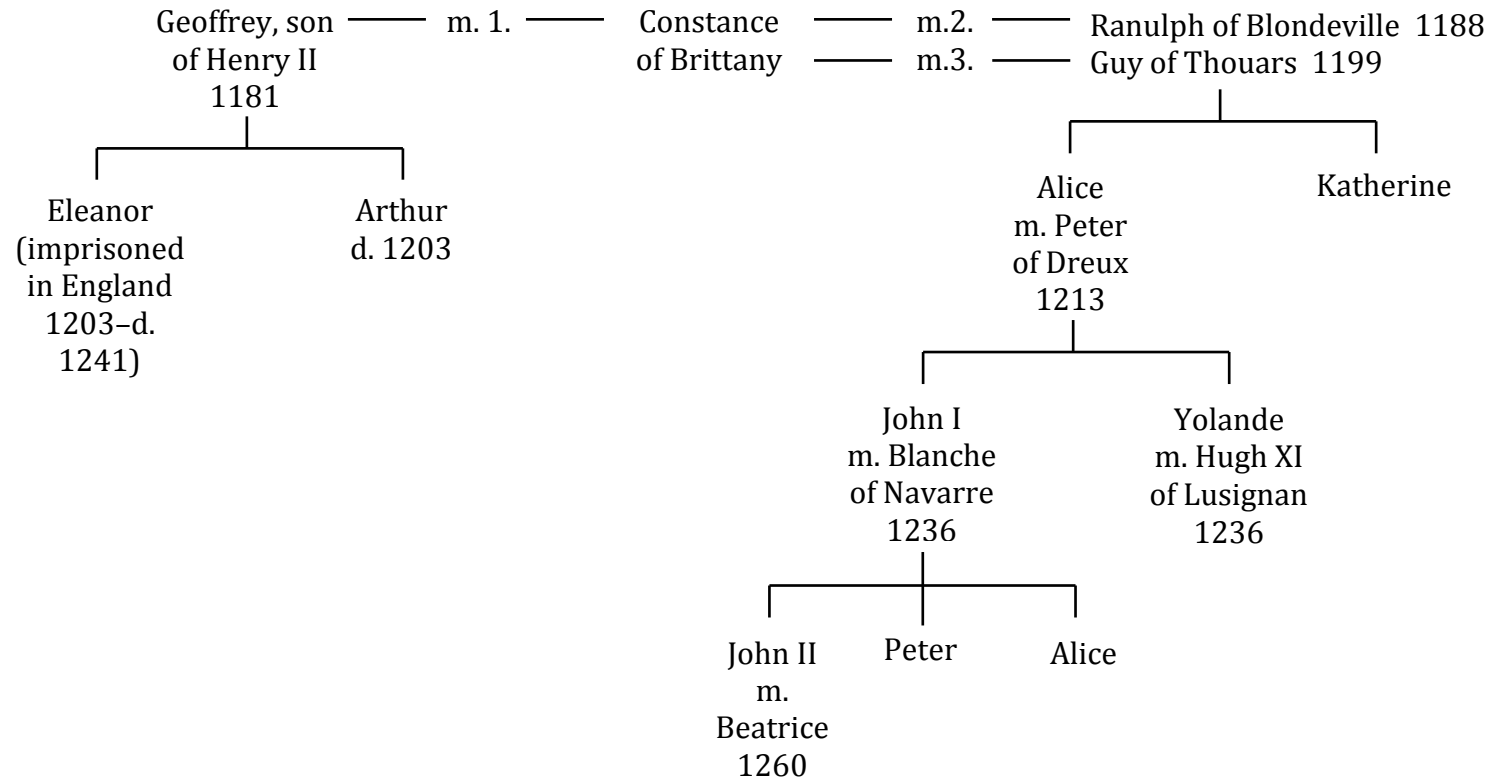 Geoffrey, son
of Henry II
1181
m. 1.
Constance
of Brittany
m.2.
m.3.
Ranulph of Blondeville 1188
Guy of Thouars 1199
Eleanor
(imprisoned
in England
1203–d.
1241)
Arthur
d. 1203
Alice
m. Peter
of Dreux
1213
Katherine
John I
m. Blanche
of Navarre
1236
Yolande
m. Hugh XI
of Lusignan
1236
John II
m.
Beatrice
1260
Peter
Alice